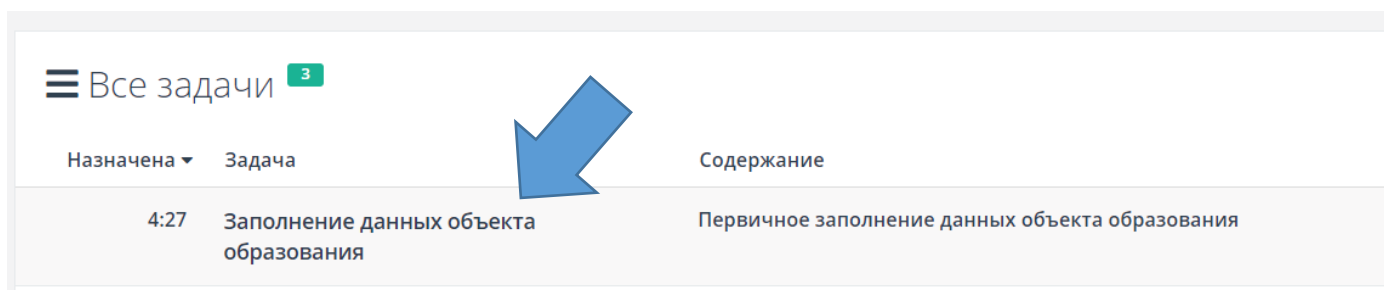 Все задачи 3
Назначена Задача Содержание
4:27 Заполнение данных объекта Первичное заполнение данных объекта образования
образования